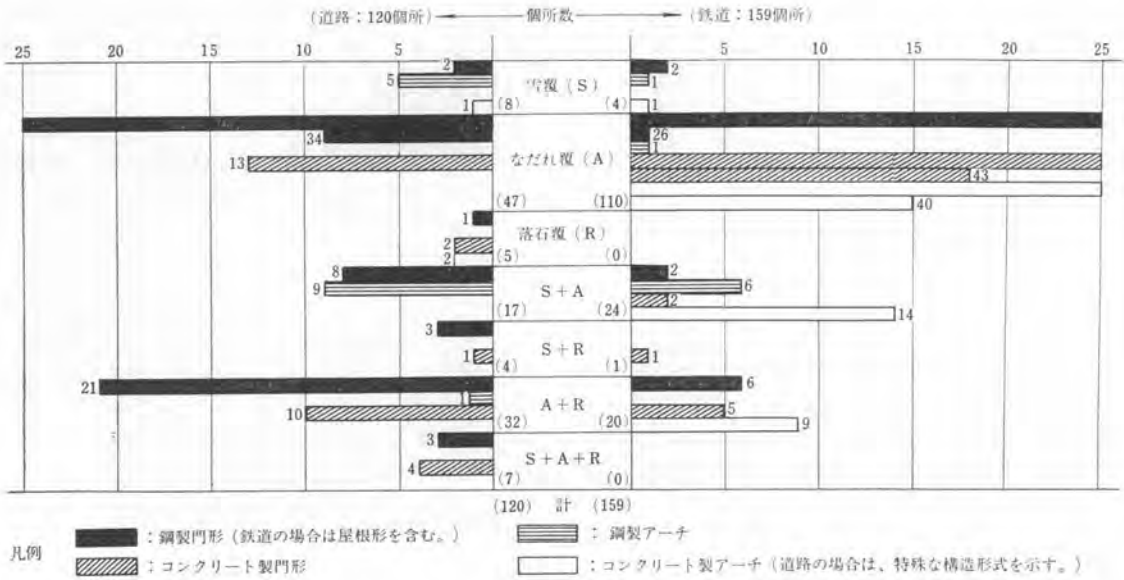 (道路：120個所) 個所数 (鉄道：159個所)
25 20 15 10 5 5 10 15 20 25
2 2
5 雪覆(S) 1
1 (8) (4) 1
34 26
1
13 なだれ覆(A)
43
(47) (110) 40
1 落石覆(R)
2
2 (5) (0)
8 2
9 S+A 6
2
(17) (24) 14
3 S+R
1 (4) (1) 1
21 6
1 A+R
10 5
(32) (20) 9
3 S+A+R
4
(7) (0)
(120) 計 (159)
凡例
：鋼製門形(鉄道の場合は屋根形を含む。) ：鋼製アーチ
：コンクリート製門形 ：コンクリート製アーチ(道路の場合は、特殊な構造形式を示す。)